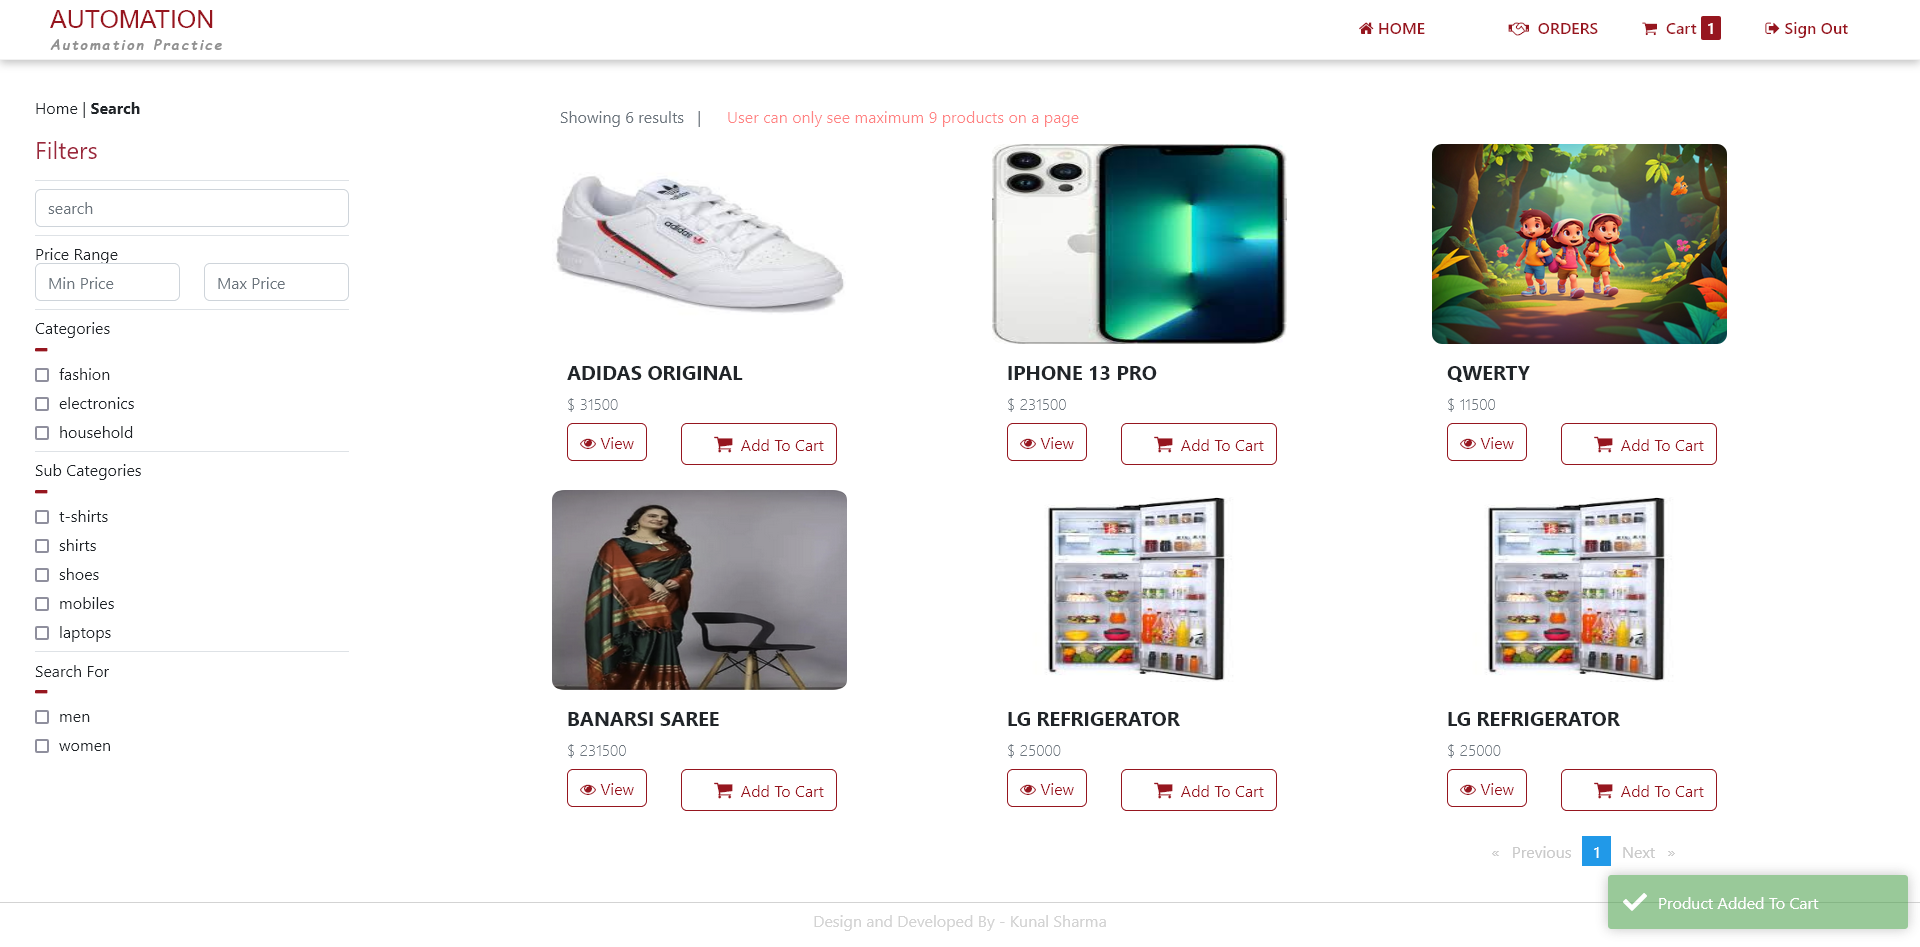 AUTOMATION
Automation Practice
HOME
ORDERS
Cart 1
Sign Out
Home | Search
Filters
search
Price Range
Min Price
Max Price
Categories
fashion
electronics
household
Sub Categories
t-shirts
shirts
shoes
mobiles
laptops
Search For
men
women
Showing 6 results |
User can only see maximum 9 products on a page
adidas
ADIDAS ORIGINAL
$ 31500
View
Add To Cart
IPHONE 13 PRO
$ 231500
View
Add To Cart
QWERTY
$ 11500
View
Add To Cart
BANARSI SAREE
$ 231500
View
Add To Cart
LG REFRIGERATOR
$ 25000
View
Add To Cart
LG REFRIGERATOR
$ 25000
View
Add To Cart
« Previous 1 Next »
Product Added To Cart
Design and Developed By - Kunal Sharma